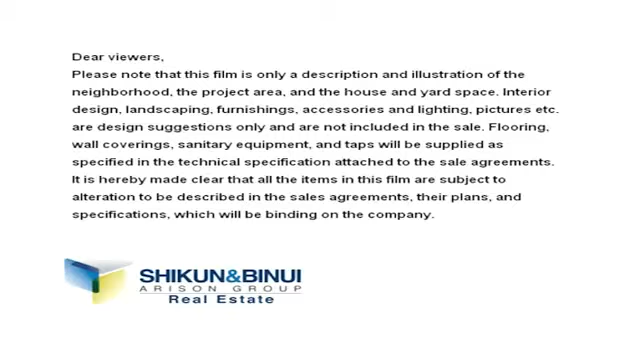 Dear viewers,
Please note that this film is only a description and illustration of the
neighborhood, the project area, and the house and yard space. Interior
design, landscaping, furnishings, accessories and lighting, pictures etc.
are design suggestions only and are not included in the sale. Flooring,
wall coverings, sanitary equipment, and taps will be supplied as
specified in the technical specification attached to the sale agreements.
It is hereby made clear that all the items in this film are subject to
alteration to be described in the sales agreements, their plans, and
specifications, which will be binding on the company.
SHIKUN&BINUI
ARISON GROUP
Real Estate